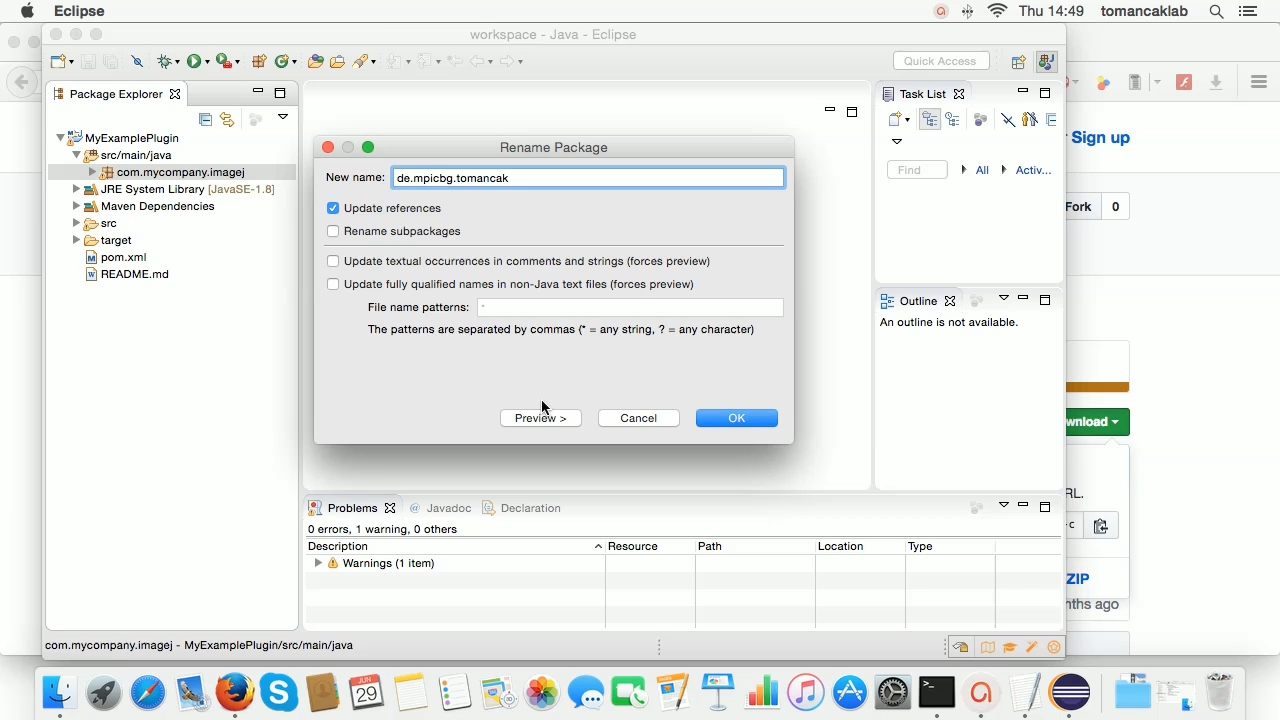 Eclipse
Thu 14:49
tomancaklab
workspace - Java - Eclipse
Quick Access
Package Explorer
MyExamplePlugin
src/main/java
com.mycompany.imagej
JRE System Library [JavaSE-1.8]
Maven Dependencies
src
target
pom.xml
README.md
Rename Package
New name:
de.mpicbg.tomancak
Update references
Rename subpackages
Update textual occurrences in comments and strings (forces preview)
Update fully qualified names in non-Java text files (forces preview)
File name patterns:
*
The patterns are separated by commas (* = any string, ? = any character)
Preview >
Cancel
OK
Task List
Find
All
Activ...
Outline
An outline is not available.
Problems
@ Javadoc
Declaration
0 errors, 1 warning, 0 others
Description
Resource
Path
Location
Type
Warnings (1 item)
com.mycompany.imagej - MyExamplePlugin/src/main/java
Sign up
Fork
0
wnload
RL.
-c
ZIP
nths ago
OCT
29